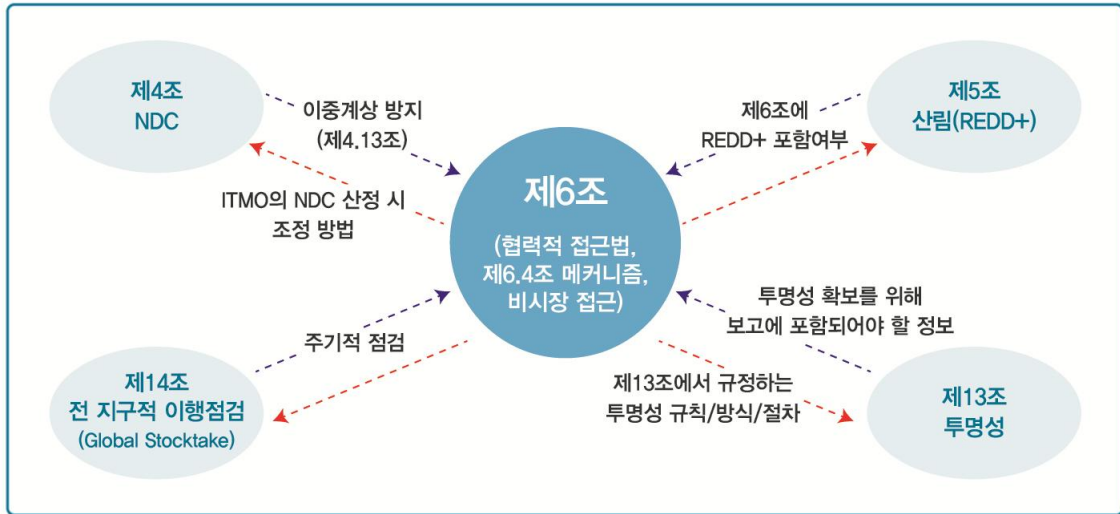 제4조
NDC
이중계상 방지
(제4.13조)
ITMO의 NDC 산정 시
조정 방법
제5조
산림(REDD+)
제6조에
REDD+ 포함여부
제6조
(협력적 접근법,
제6.4조 메커니즘,
비시장 접근)
제14조
전 지구적 이행점검
(Global Stocktake)
주기적 점검
투명성 확보를 위해
보고에 포함되어야 할 정보
제13조에서 규정하는
투명성 규칙/방식/절차
제13조
투명성